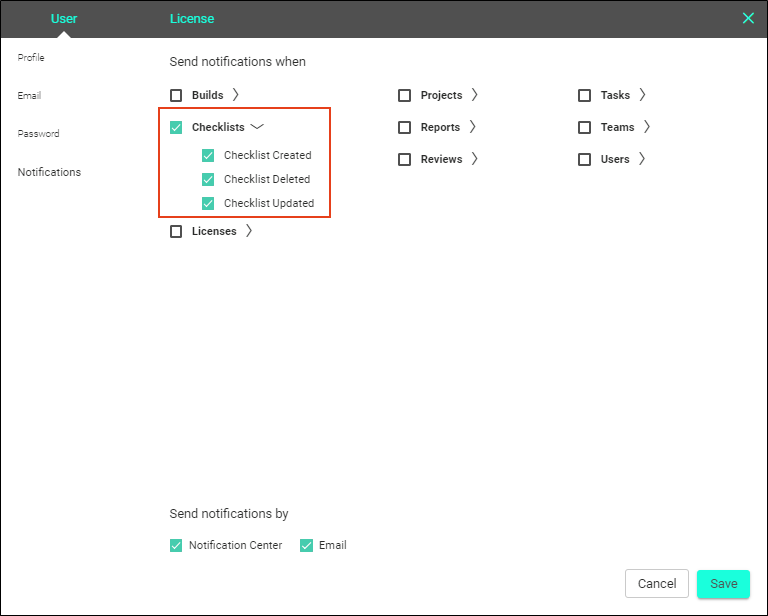 User
License
Profile
Email
Password
Notifications
Send notifications when
Builds
Checklists
Checklist Created
Checklist Deleted
Checklist Updated
Licenses
Projects
Reports
Reviews
Tasks
Teams
Users
Send notifications by
Notification Center
Email
Cancel
Save